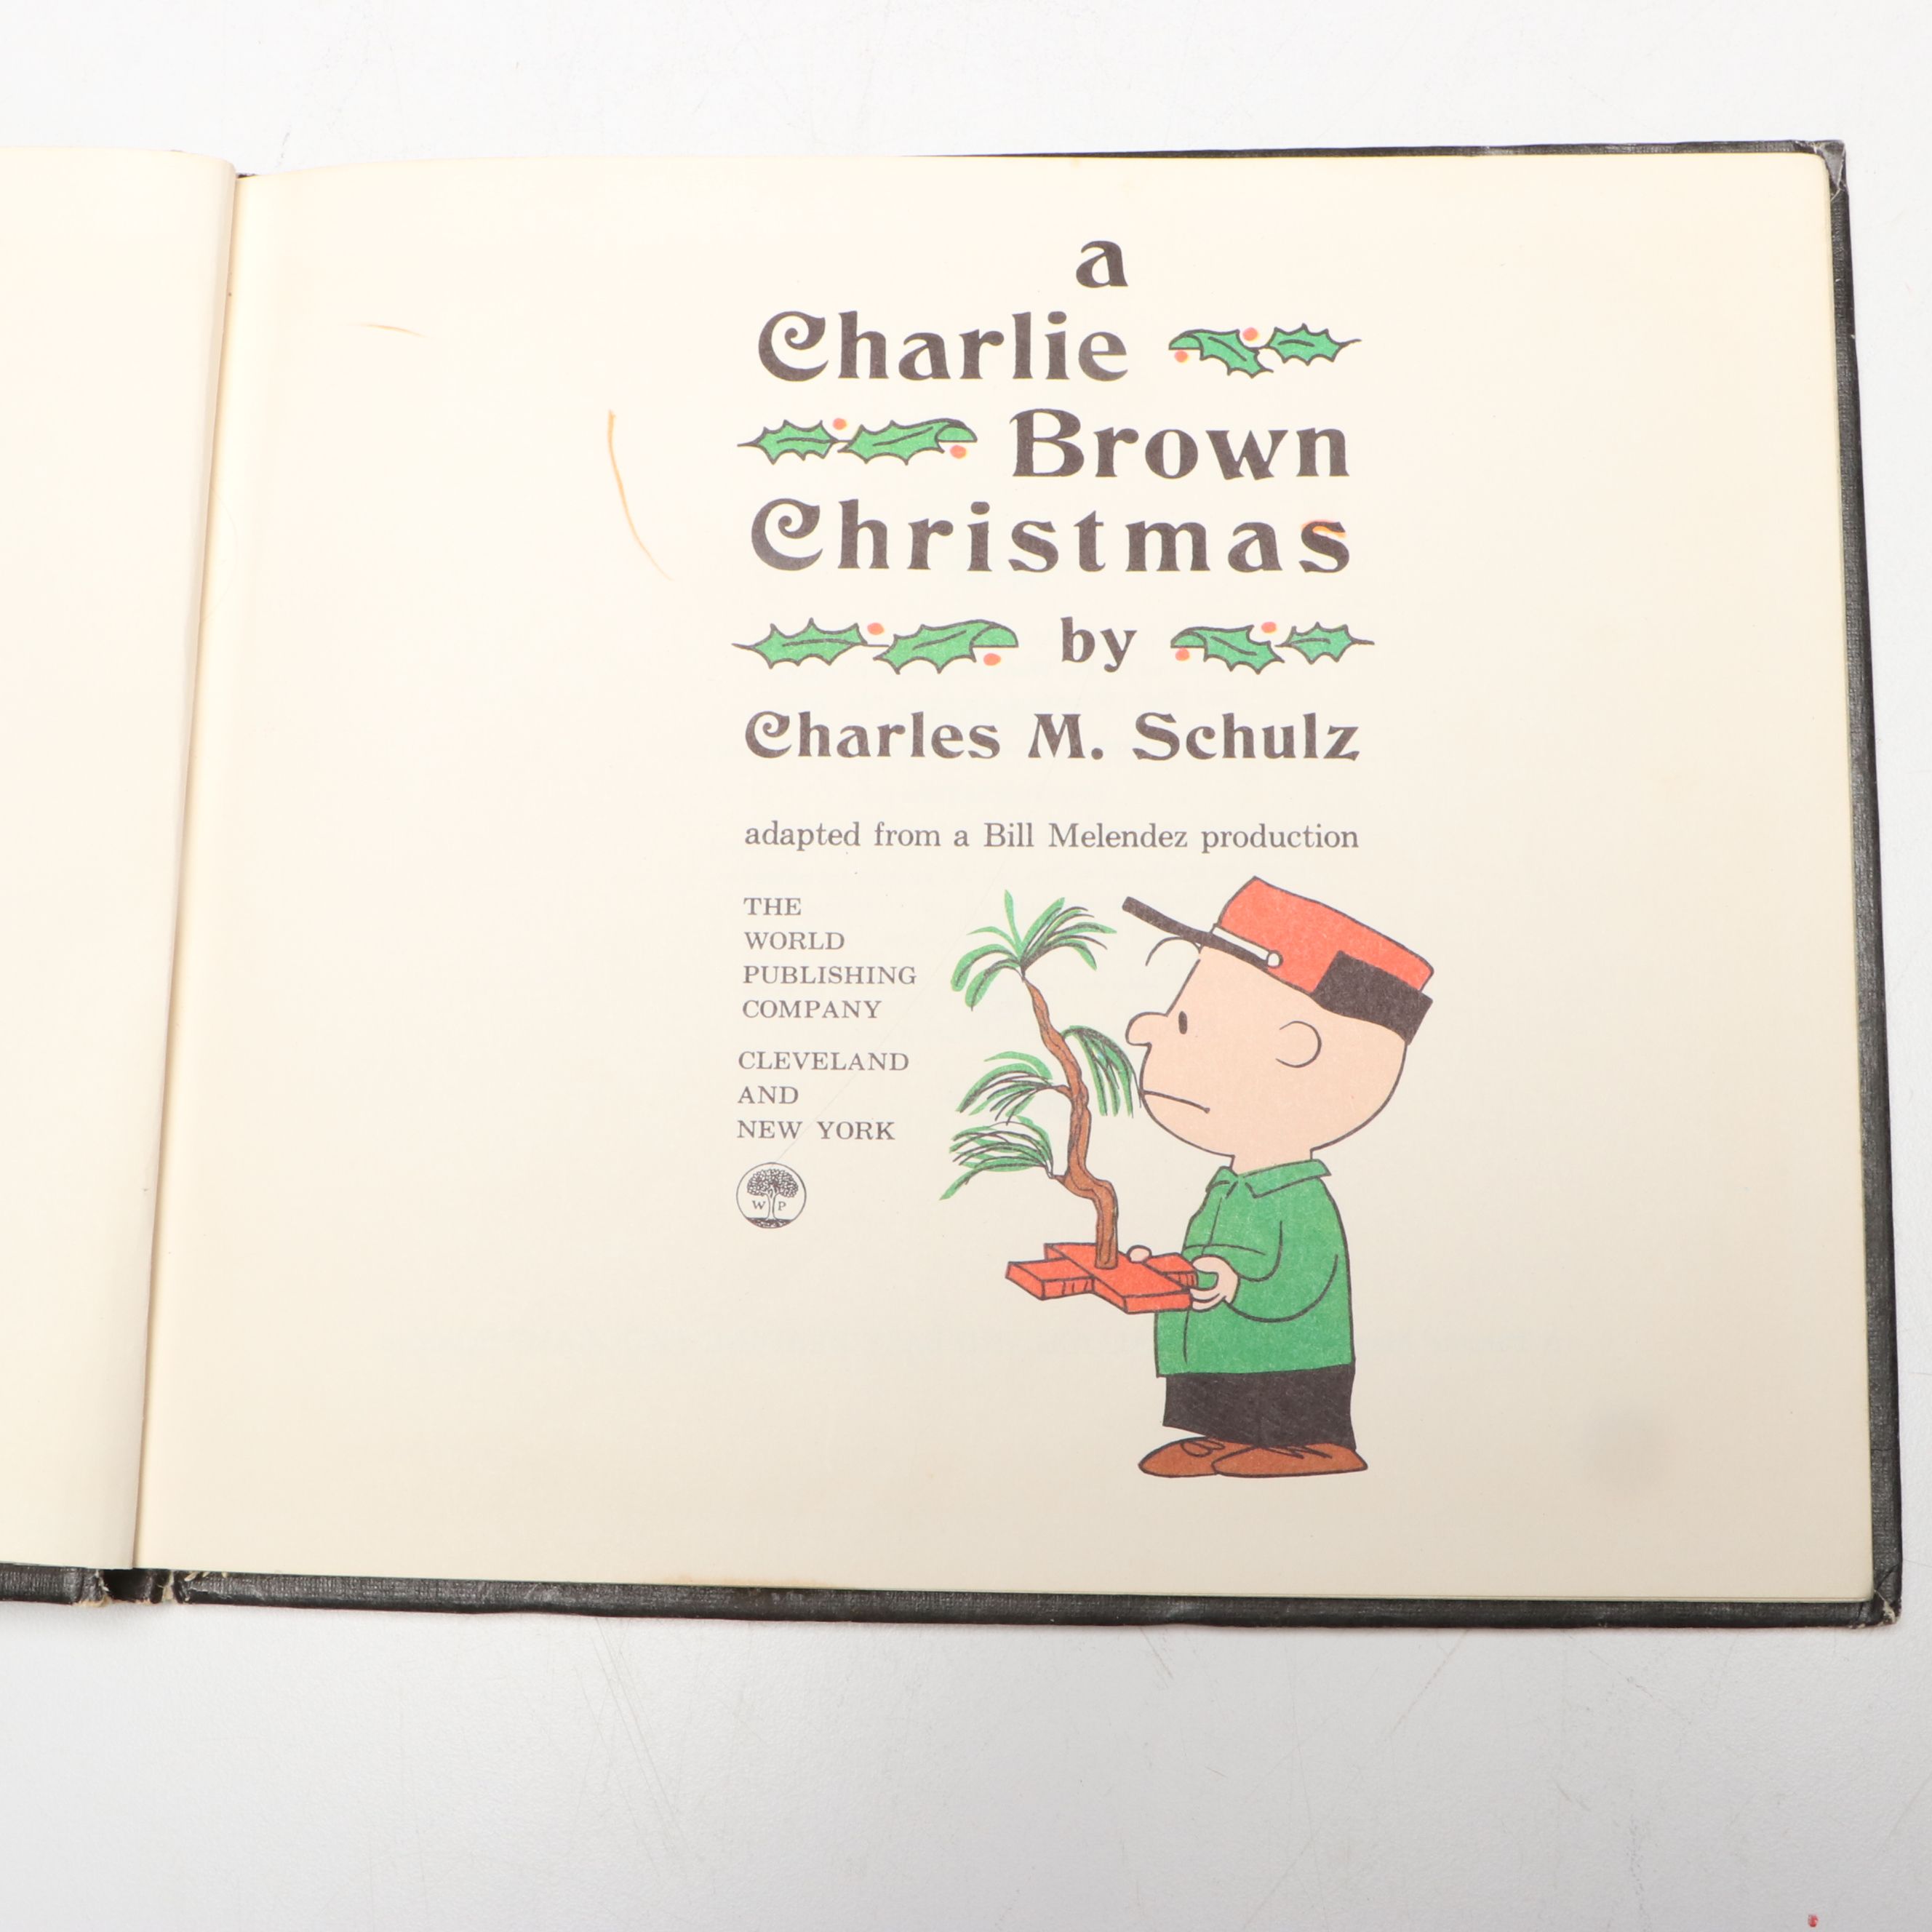 a
Charlie
Brown
Christmas
by
Charles M. Schulz
adapted from a Bill Melendez production
THE
WORLD
PUBLISHING
COMPANY
CLEVELAND
AND
NEW YORK
W P